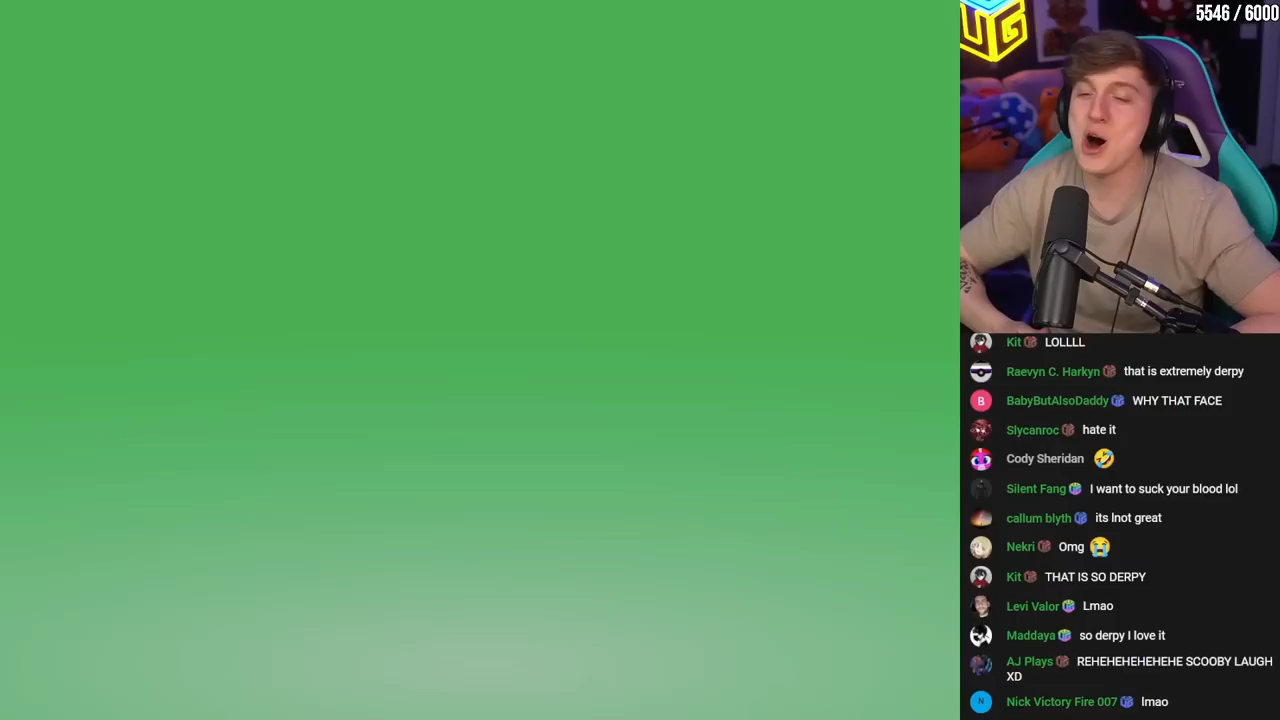 5546 / 6000
UG
Kit LOLLLL
Raevyn C. Harkyn that is extremely derpy
B BabyButAlsoDaddy WHY THAT FACE
Slycanroc hate it
Cody Sheridan 🤣
Silent Fang I want to suck your blood lol
callum blyth its lnot great
Nekri Omg 😭
Kit THAT IS SO DERPY
Levi Valor Lmao
Maddaya so derpy I love it
AJ Plays REHEHEHEHEHEHE SCOOBY LAUGH
XD
N Nick Victory Fire 007 lmao